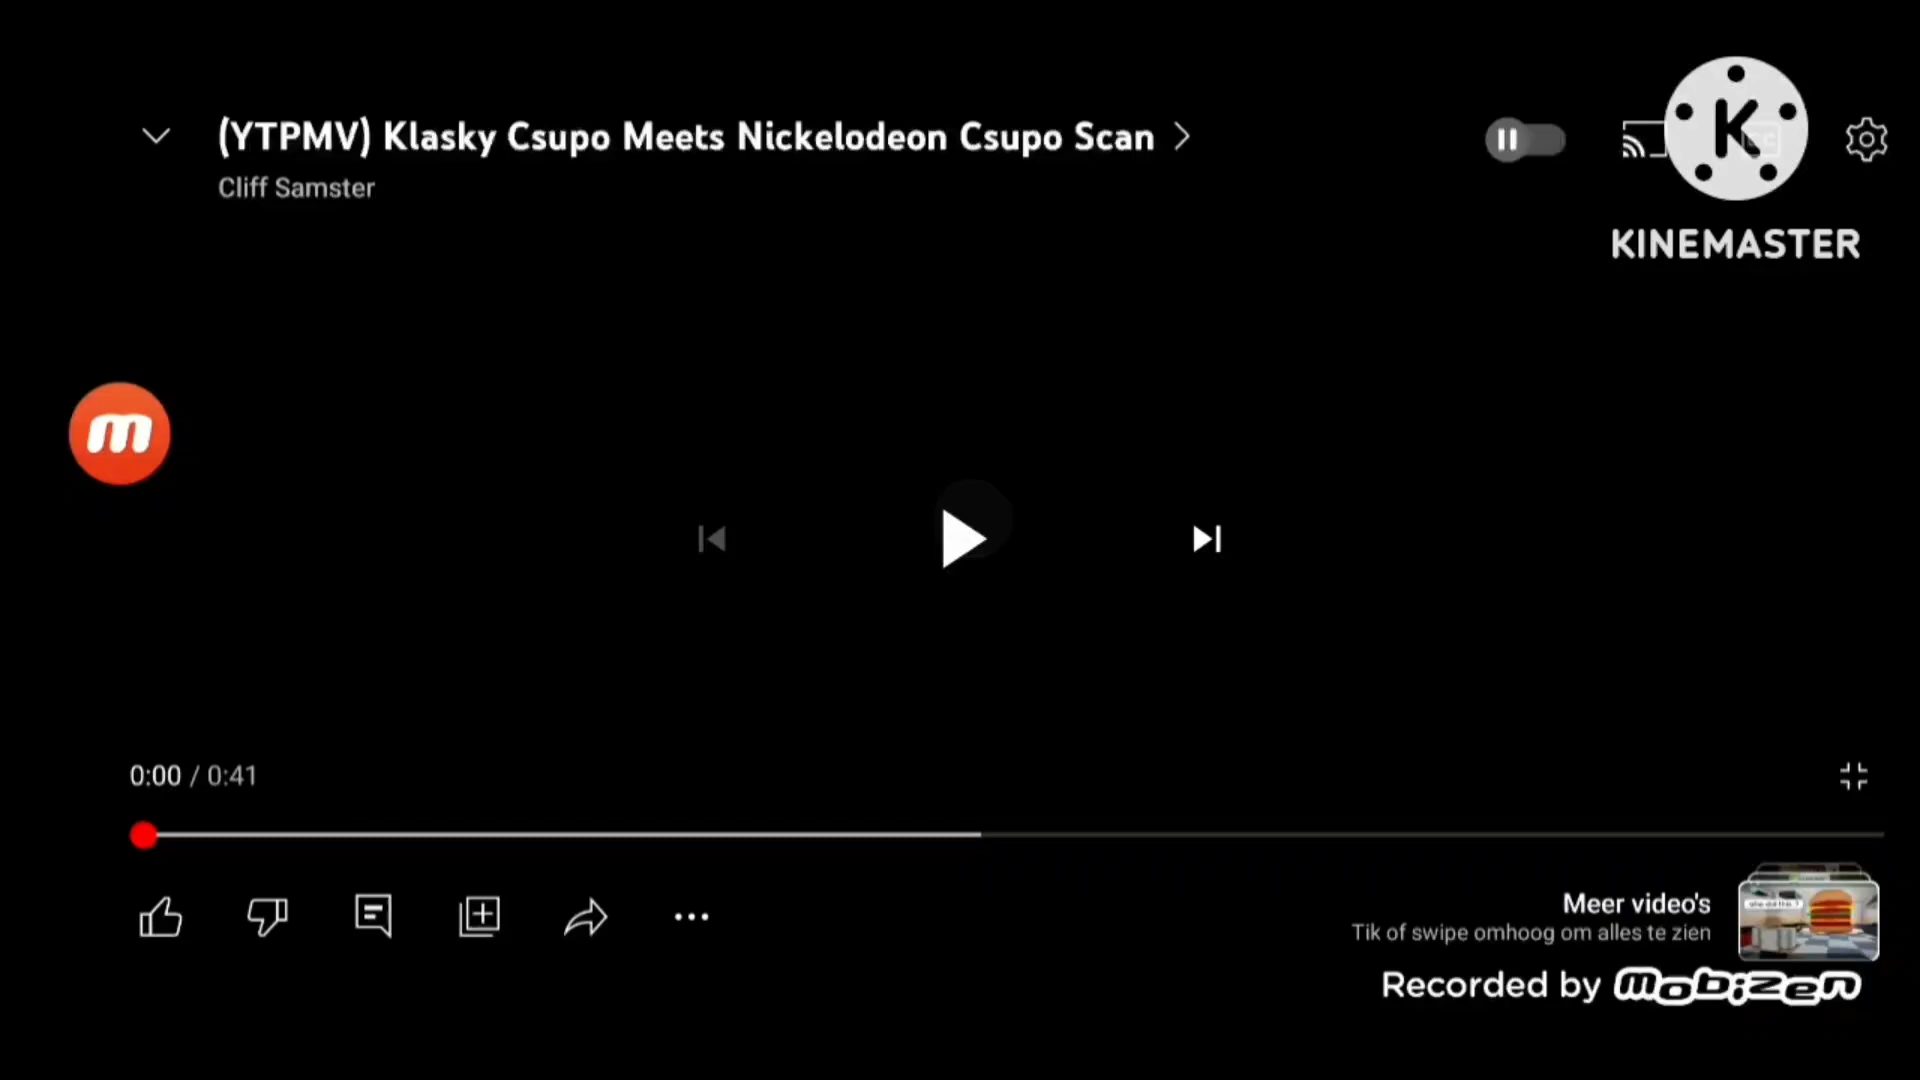 (YTPMV) Klasky Csupo Meets Nickelodeon Csupo Scan
Cliff Samster
K
KINEMASTER
m
0:00 / 0:41
Meer video's
Tik of swipe omhoog om alles te zien
Recorded by mobizen